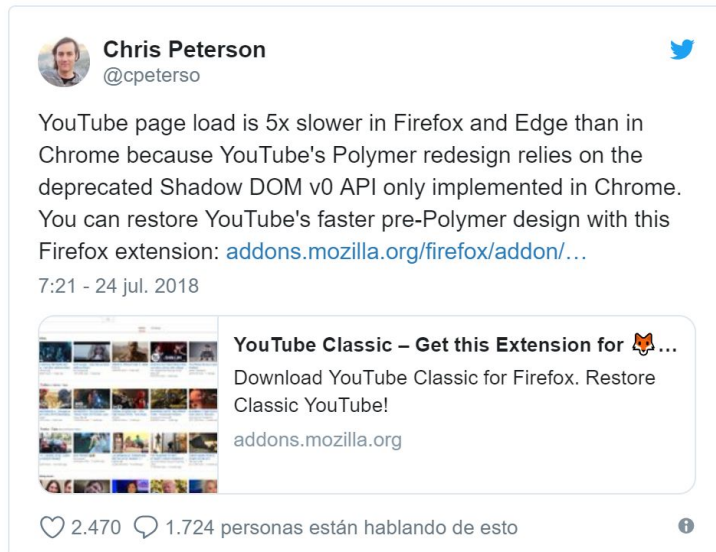 Chris Peterson
@cpeterso
YouTube page load is 5x slower in Firefox and Edge than in
Chrome because YouTube's Polymer redesign relies on the
deprecated Shadow DOM v0 API only implemented in Chrome.
You can restore YouTube's faster pre-Polymer design with this
Firefox extension: addons.mozilla.org/firefox/addon/…
7:21 - 24 jul. 2018
YouTube Classic – Get this Extension for 🦊…
Download YouTube Classic for Firefox. Restore
Classic YouTube!
addons.mozilla.org
2.470 1.724 personas están hablando de esto